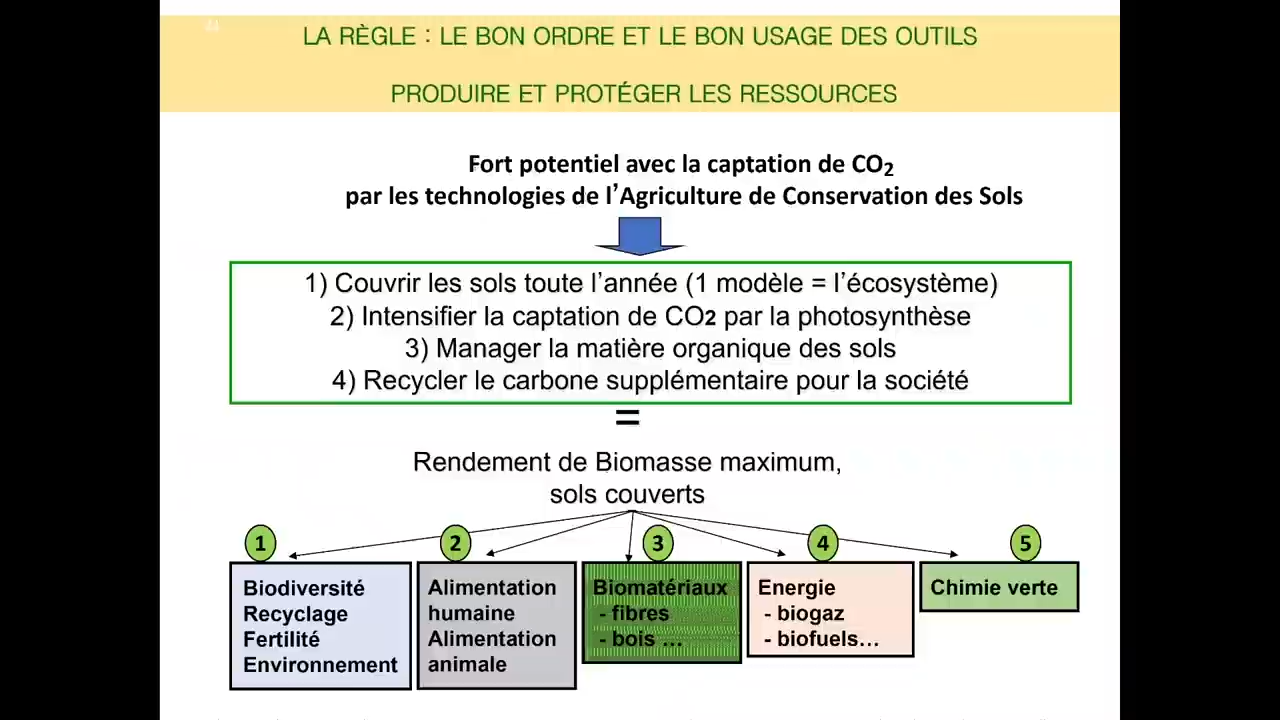 LA RÈGLE : LE BON ORDRE ET LE BON USAGE DES OUTILS
PRODUIRE ET PROTÉGER LES RESSOURCES
Fort potentiel avec la captation de CO2
par les technologies de l'Agriculture de Conservation des Sols
1) Couvrir les sols toute l'année (1 modèle = l'écosystème)
2) Intensifier la captation de CO2 par la photosynthèse
3) Manager la matière organique des sols
4) Recycler le carbone supplémentaire pour la société
=
Rendement de Biomasse maximum,
sols couverts
1
Biodiversité
Recyclage
Fertilité
Environnement
2
Alimentation
humaine
Alimentation
animale
3
Biomatériaux
- fibres
- bois ...
4
Energie
- biogaz
- biofuels...
5
Chimie verte